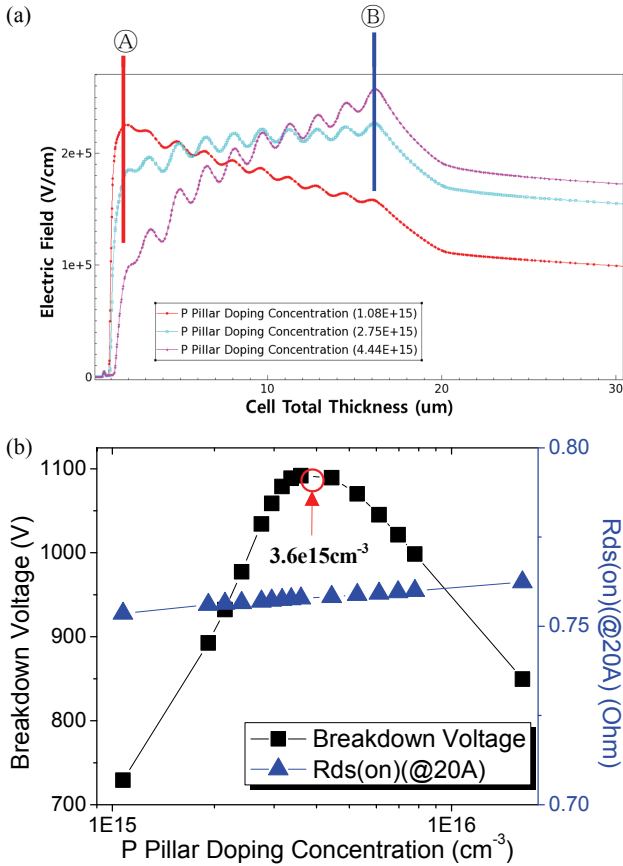 (a)
Ⓐ
Ⓑ
Electric Field (V/cm)
2e+5
1e+5
0
P Pillar Doping Concentration (1.08E+15)
P Pillar Doping Concentration (2.75E+15)
P Pillar Doping Concentration (4.44E+15)
10
20
30
Cell Total Thickness (um)
(b)
Breakdown Voltage (V)
1100
1000
900
800
700
3.6e15cm-3
Breakdown Voltage
Rds(on)(@20A)
0.80
0.75
0.70
Rds(on)(@20A) (Ohm)
1E15
1E16
P Pillar Doping Concentration (cm-3)